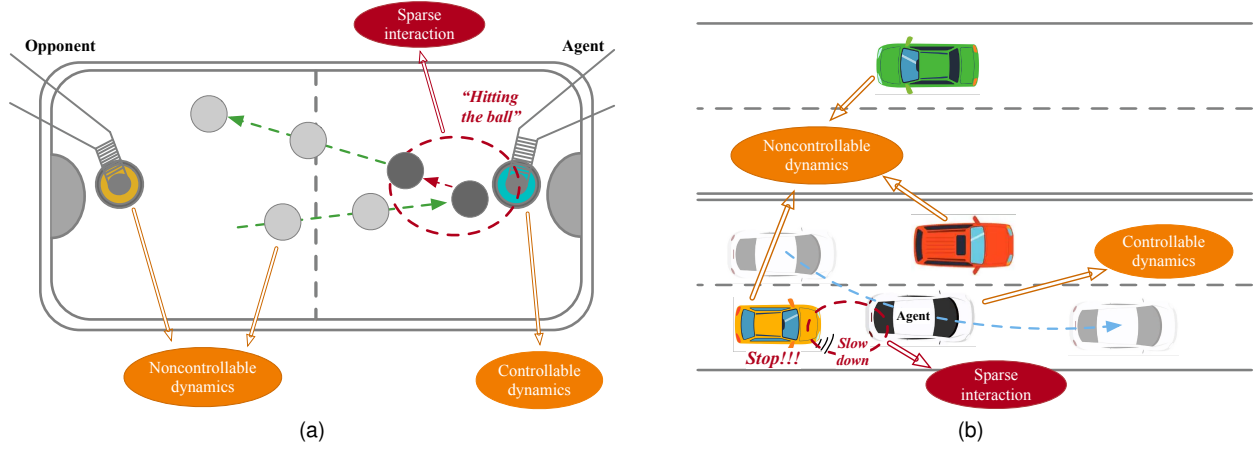 Sparse
interaction
Opponent
Agent
“Hitting
the ball”
Noncontrollable
dynamics
Controllable
dynamics
(a)
Noncontrollable
dynamics
Controllable
dynamics
Agent
Stop!!!
Slow
down
Sparse
interaction
(b)